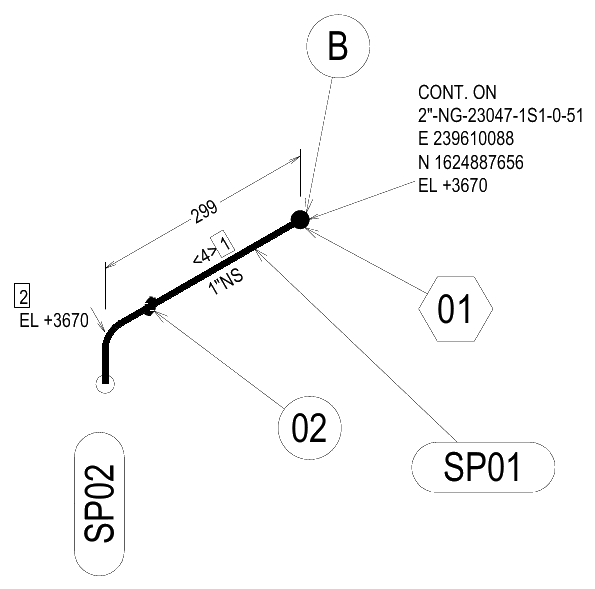 B
CONT. ON
2"-NG-23047-1S1-0-51
E 239610088
N 1624887656
EL +3670
299
<4> 1
1"NS
2
EL +3670
01
02
SP01
SP02